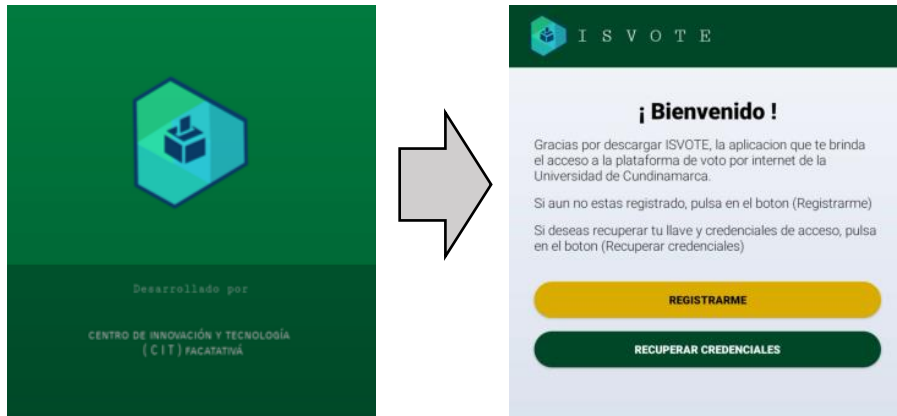 Desarrollado por
CENTRO DE INNOVACIÓN Y TECNOLOGÍA
( C I T ) FACATATIVÁ
I S V O T E
¡ Bienvenido !
Gracias por descargar ISVOTE, la aplicacion que te brinda
el acceso a la plataforma de voto por internet de la
Universidad de Cundinamarca.
Si aun no estas registrado, pulsa en el boton (Registrarme)
Si deseas recuperar tu llave y credenciales de acceso, pulsa
en el boton (Recuperar credenciales)
REGISTRARME
RECUPERAR CREDENCIALES